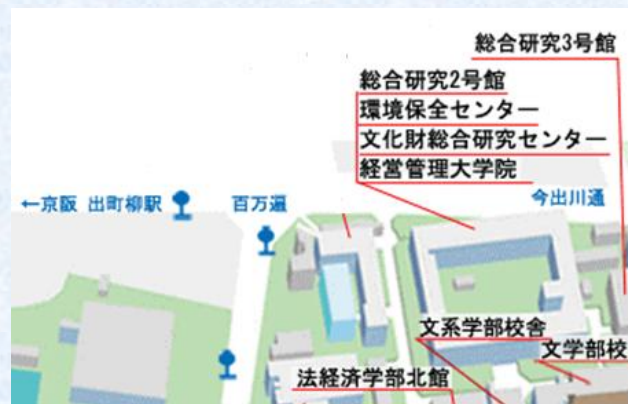 総合研究3号館
総合研究2号館
環境保全センター
文化財総合研究センター
経営管理大学院
←京阪 出町柳駅
百万遍
今出川通
文系学部校舎
文学部校
法経済学部北館